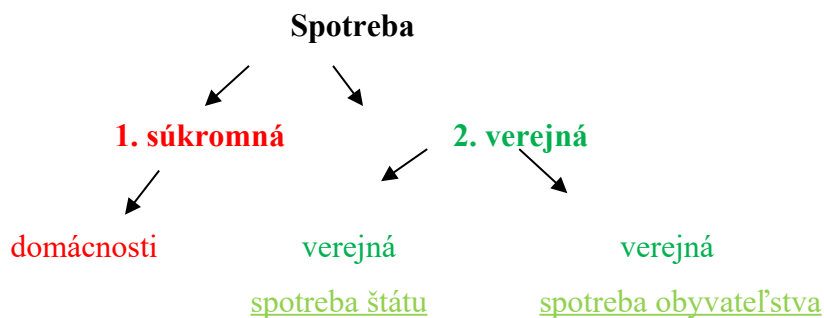 Spotreba
1. súkromná 2. verejná
domácnosti verejná verejná
spotreba štátu spotreba obyvateľstva